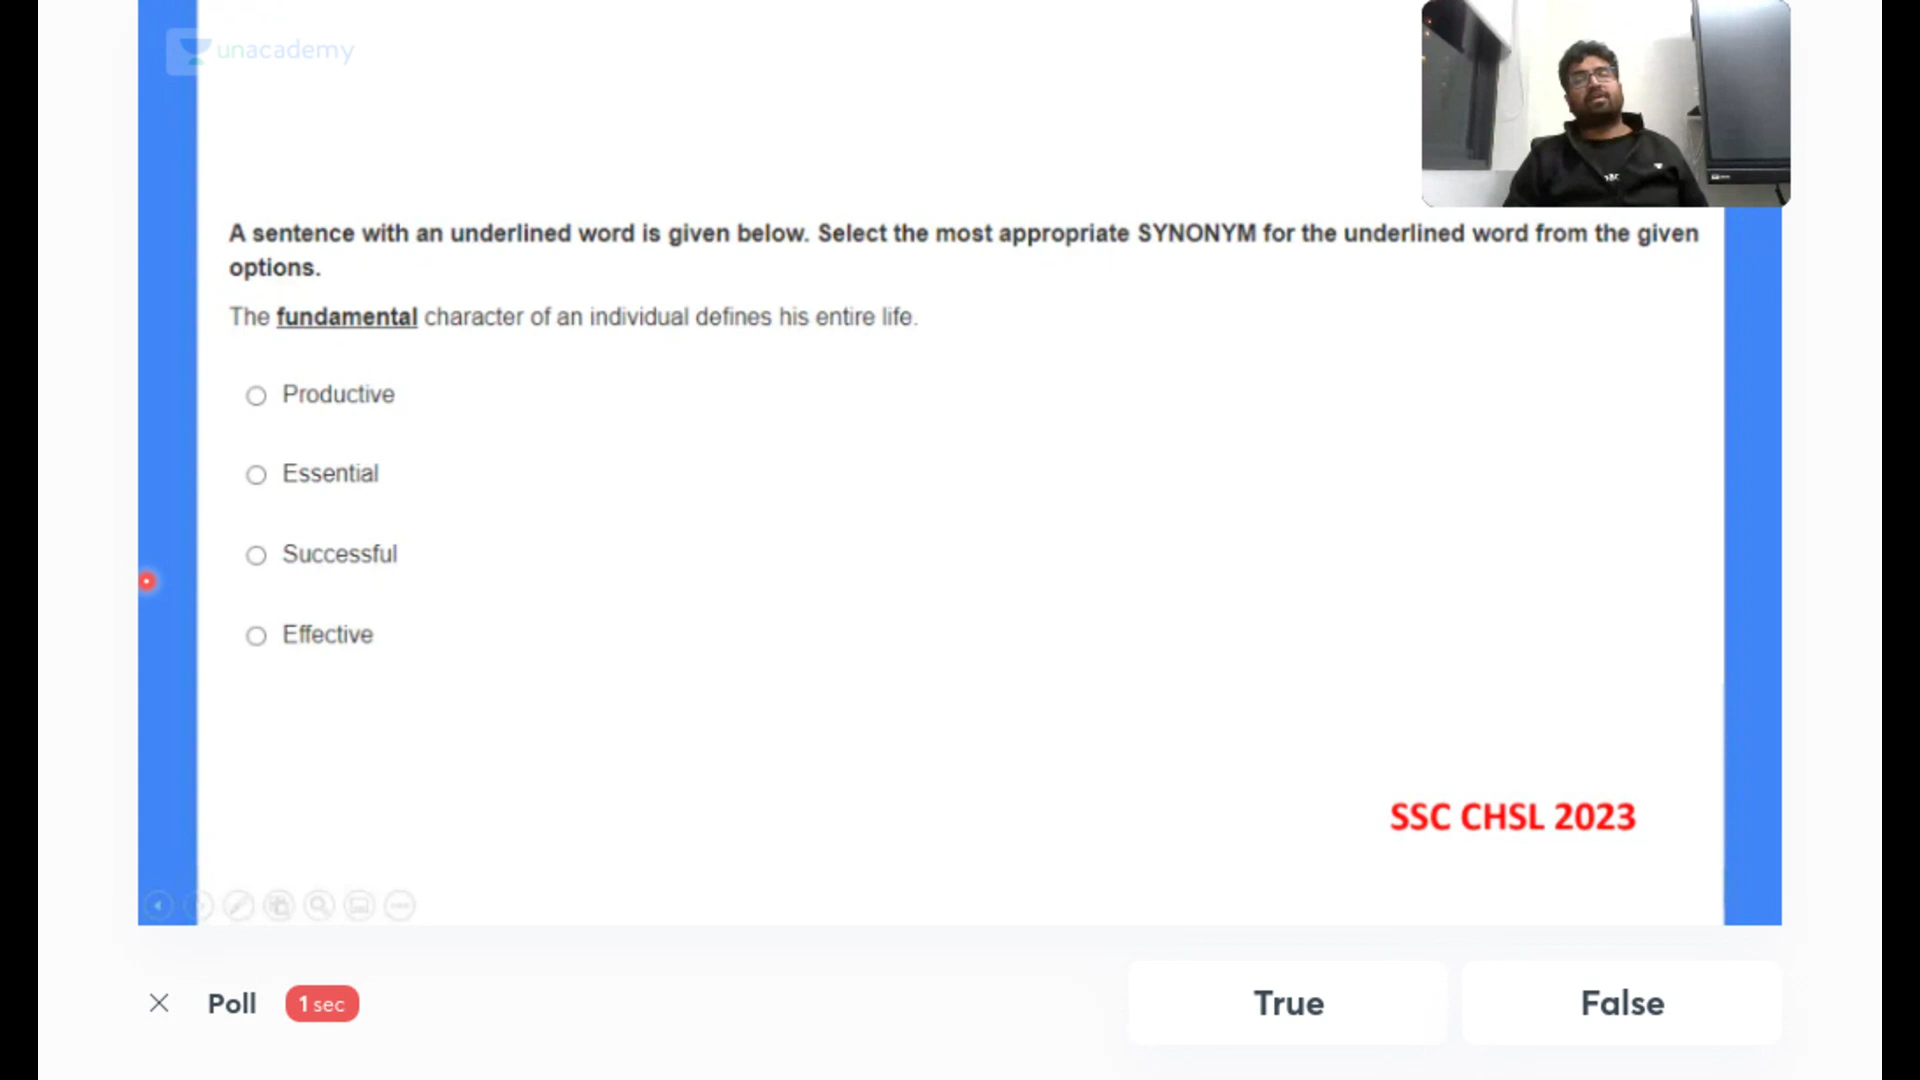 unacademy
A sentence with an underlined word is given below. Select the most appropriate SYNONYM for the underlined word from the given
options.
The fundamental character of an individual defines his entire life.
Productive
Essential
Successful
Effective
SSC CHSL 2023
Poll
1 sec
True
False